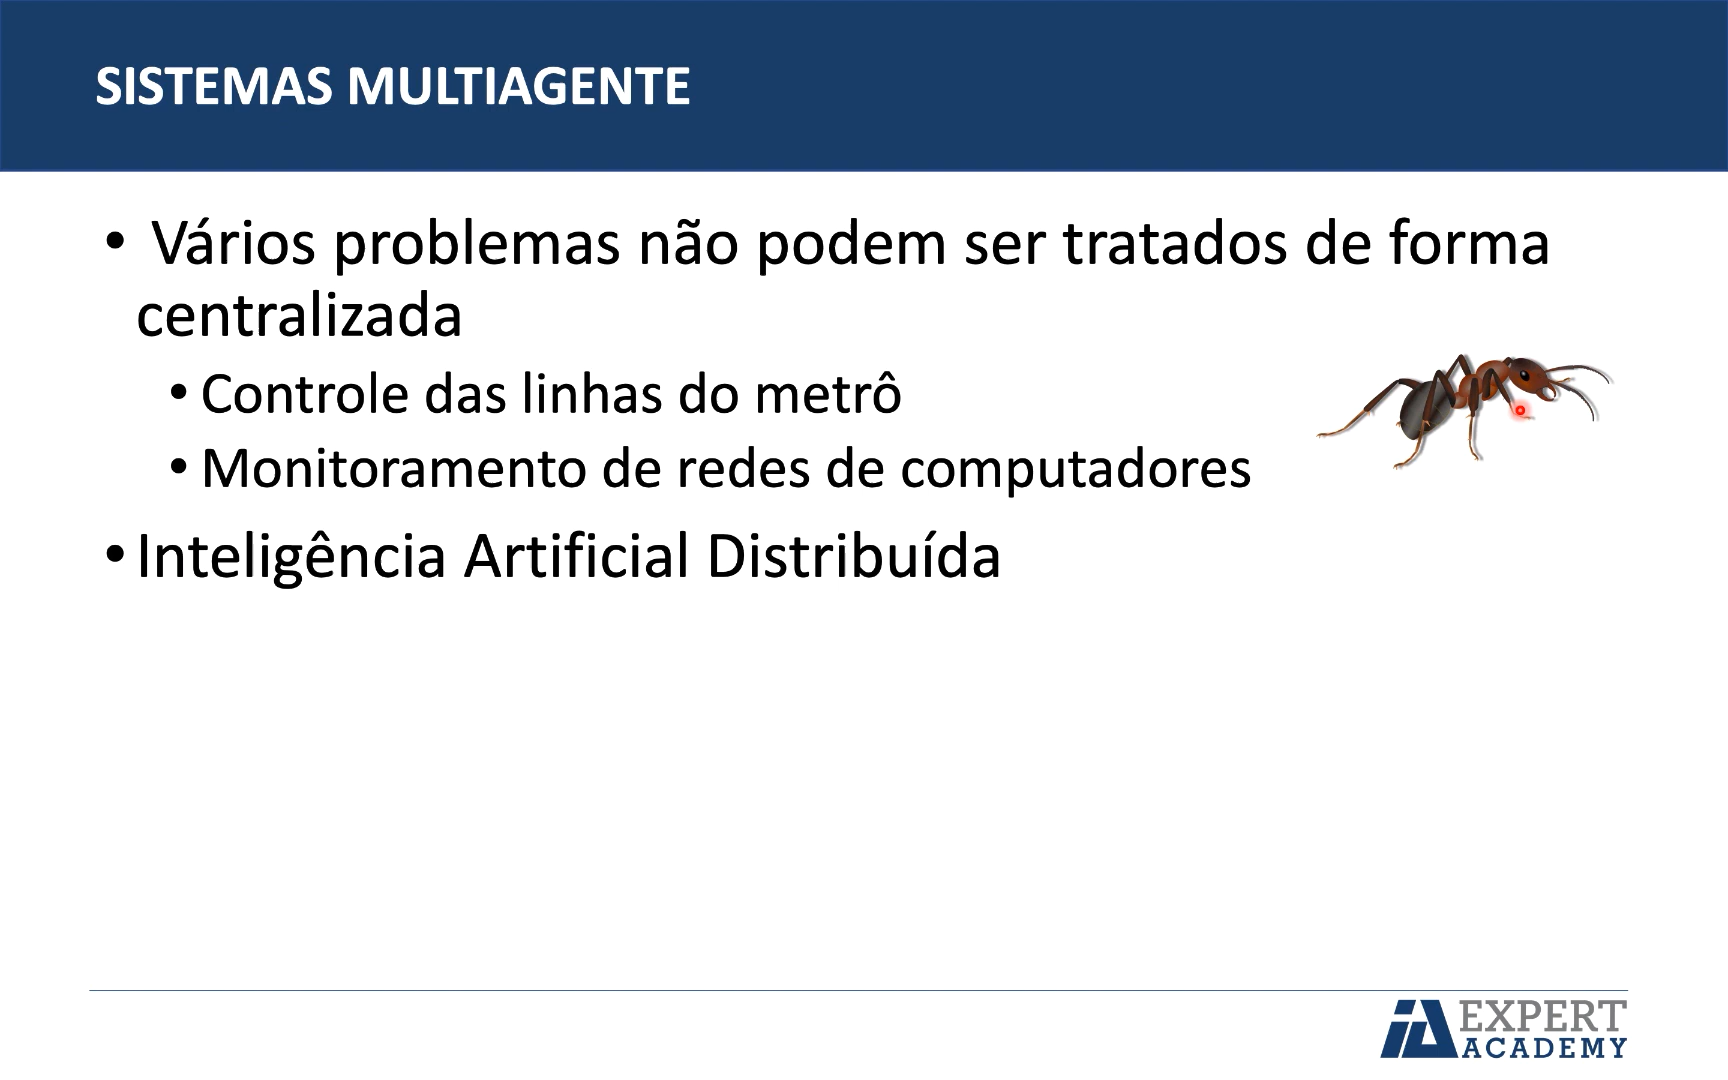 SISTEMAS MULTIAGENTE
• Vários problemas não podem ser tratados de forma
centralizada
• Controle das linhas do metrô
• Monitoramento de redes de computadores
• Inteligência Artificial Distribuída
IA EXPERT
ACADEMY